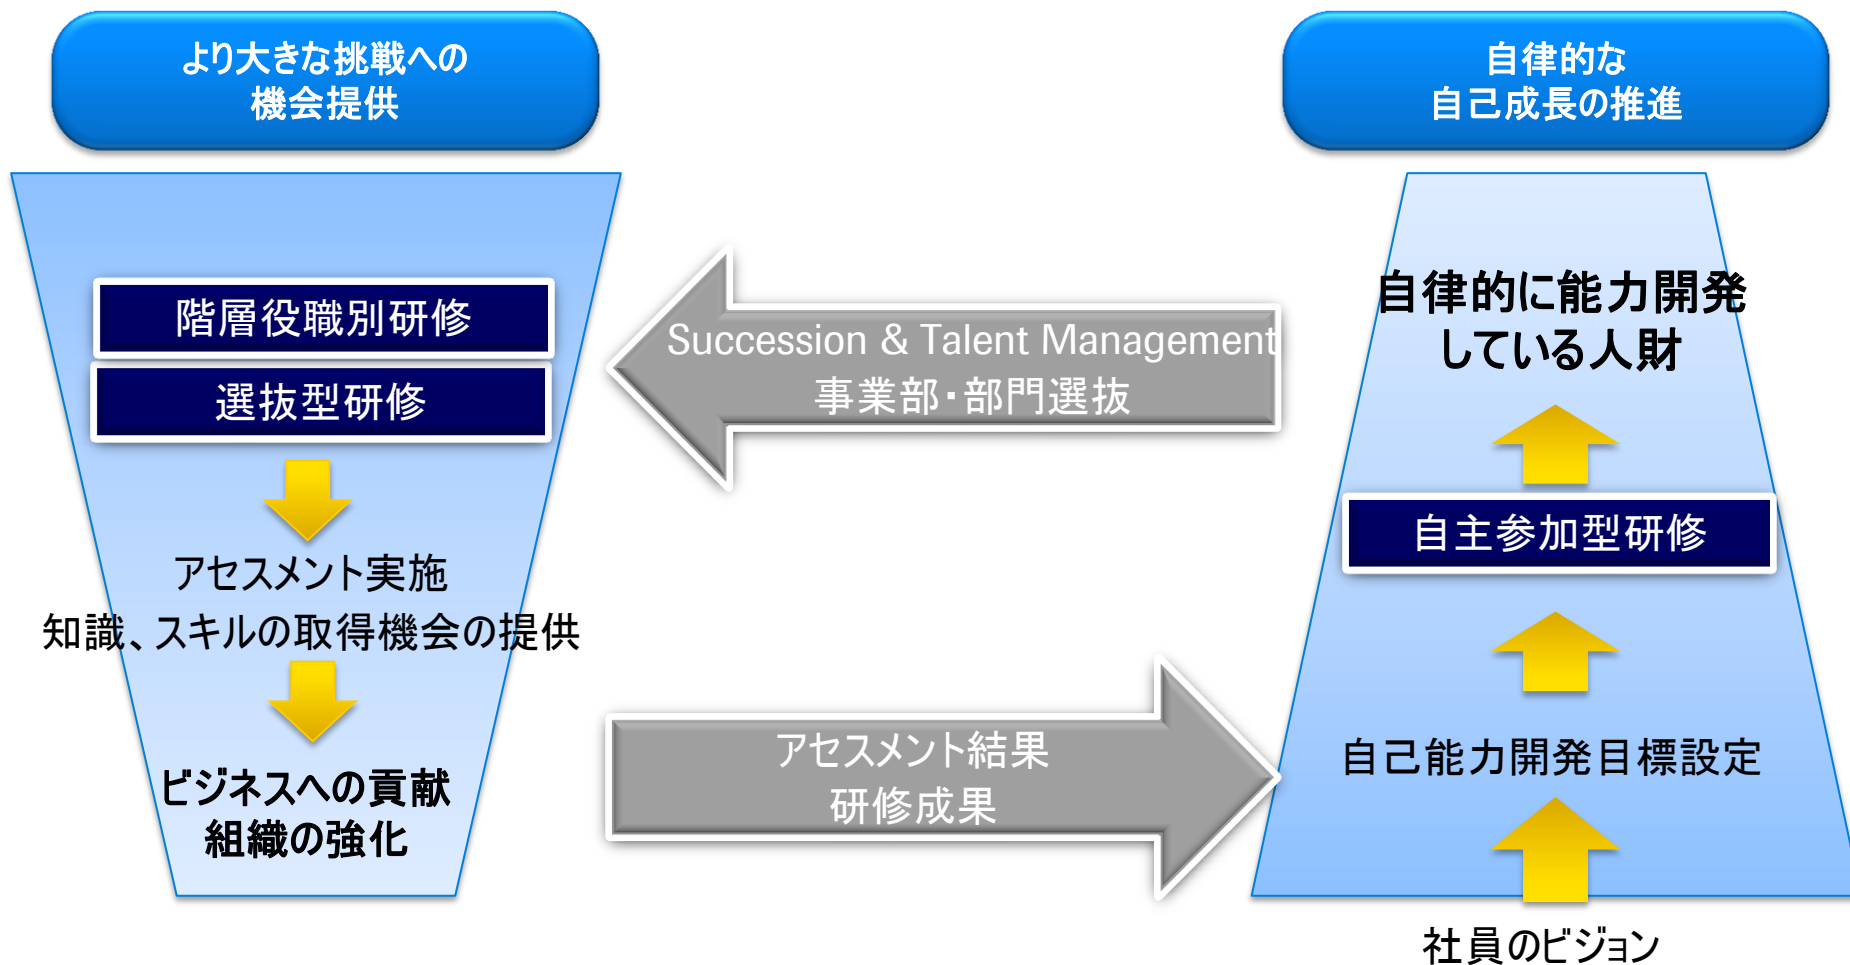 より大きな挑戦への
機会提供
階層役職別研修
選抜型研修
アセスメント実施
知識、スキルの取得機会の提供
ビジネスへの貢献
組織の強化
Succession & Talent Management
事業部・部門選抜
アセスメント結果
研修成果
自律的な
自己成長の推進
自律的に能力開発
している人財
自主参加型研修
自己能力開発目標設定
社員のビジョン